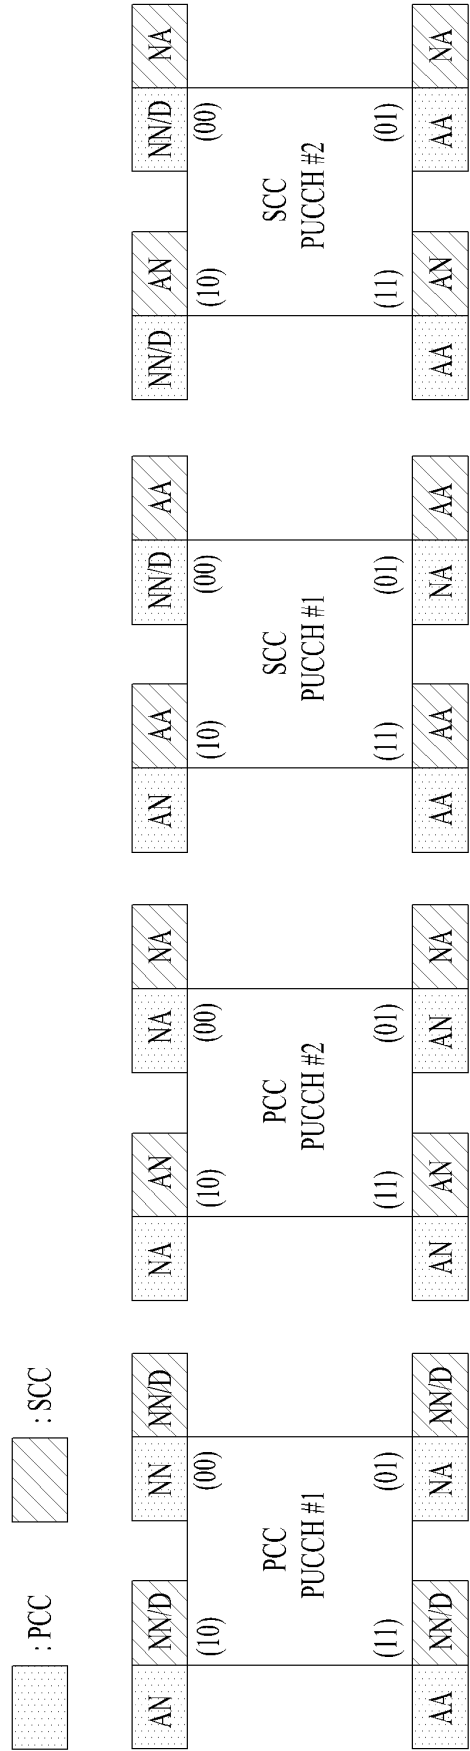 : PCC : SCC
AN NN/D NN NN/D NA AN NA NA AN AA NN/D AA NN/D AN NN/D NA
(10) (00) (10) (00) (10) (00) (10) (00)
PCC PCC SCC SCC
PUCCH #1 PUCCH #2 PUCCH #1 PUCCH #2
(11) (01) (11) (01) (11) (01) (11) (01)
AA NN/D NA NN/D AN AN AN NA AA AA NA AA AA AN AA NA